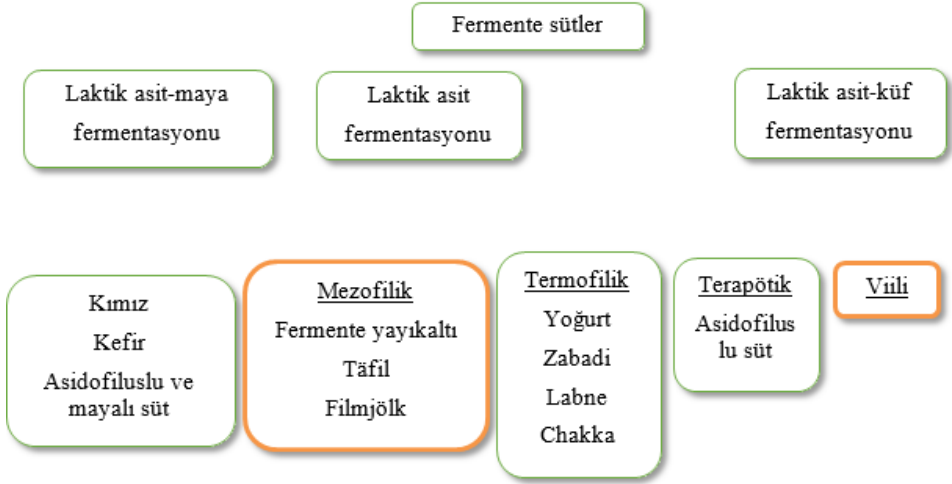 Fermente sütler
Laktik asit-maya
fermentasyonu
Laktik asit
fermentasyonu
Laktik asit-küf
fermentasyonu
Kımız
Kefir
Asidofiluslu ve
mayalı süt
Mezofilik
Fermente yayıkaltı
Täfil
Filmjölk
Termofilik
Yoğurt
Zabadi
Labne
Chakka
Terapötik
Asidofilus
lu süt
Viili